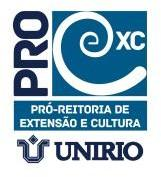 PRO
EXC
PRÓ-REITORIA DE
EXTENSÃO E CULTURA
UNIRIO